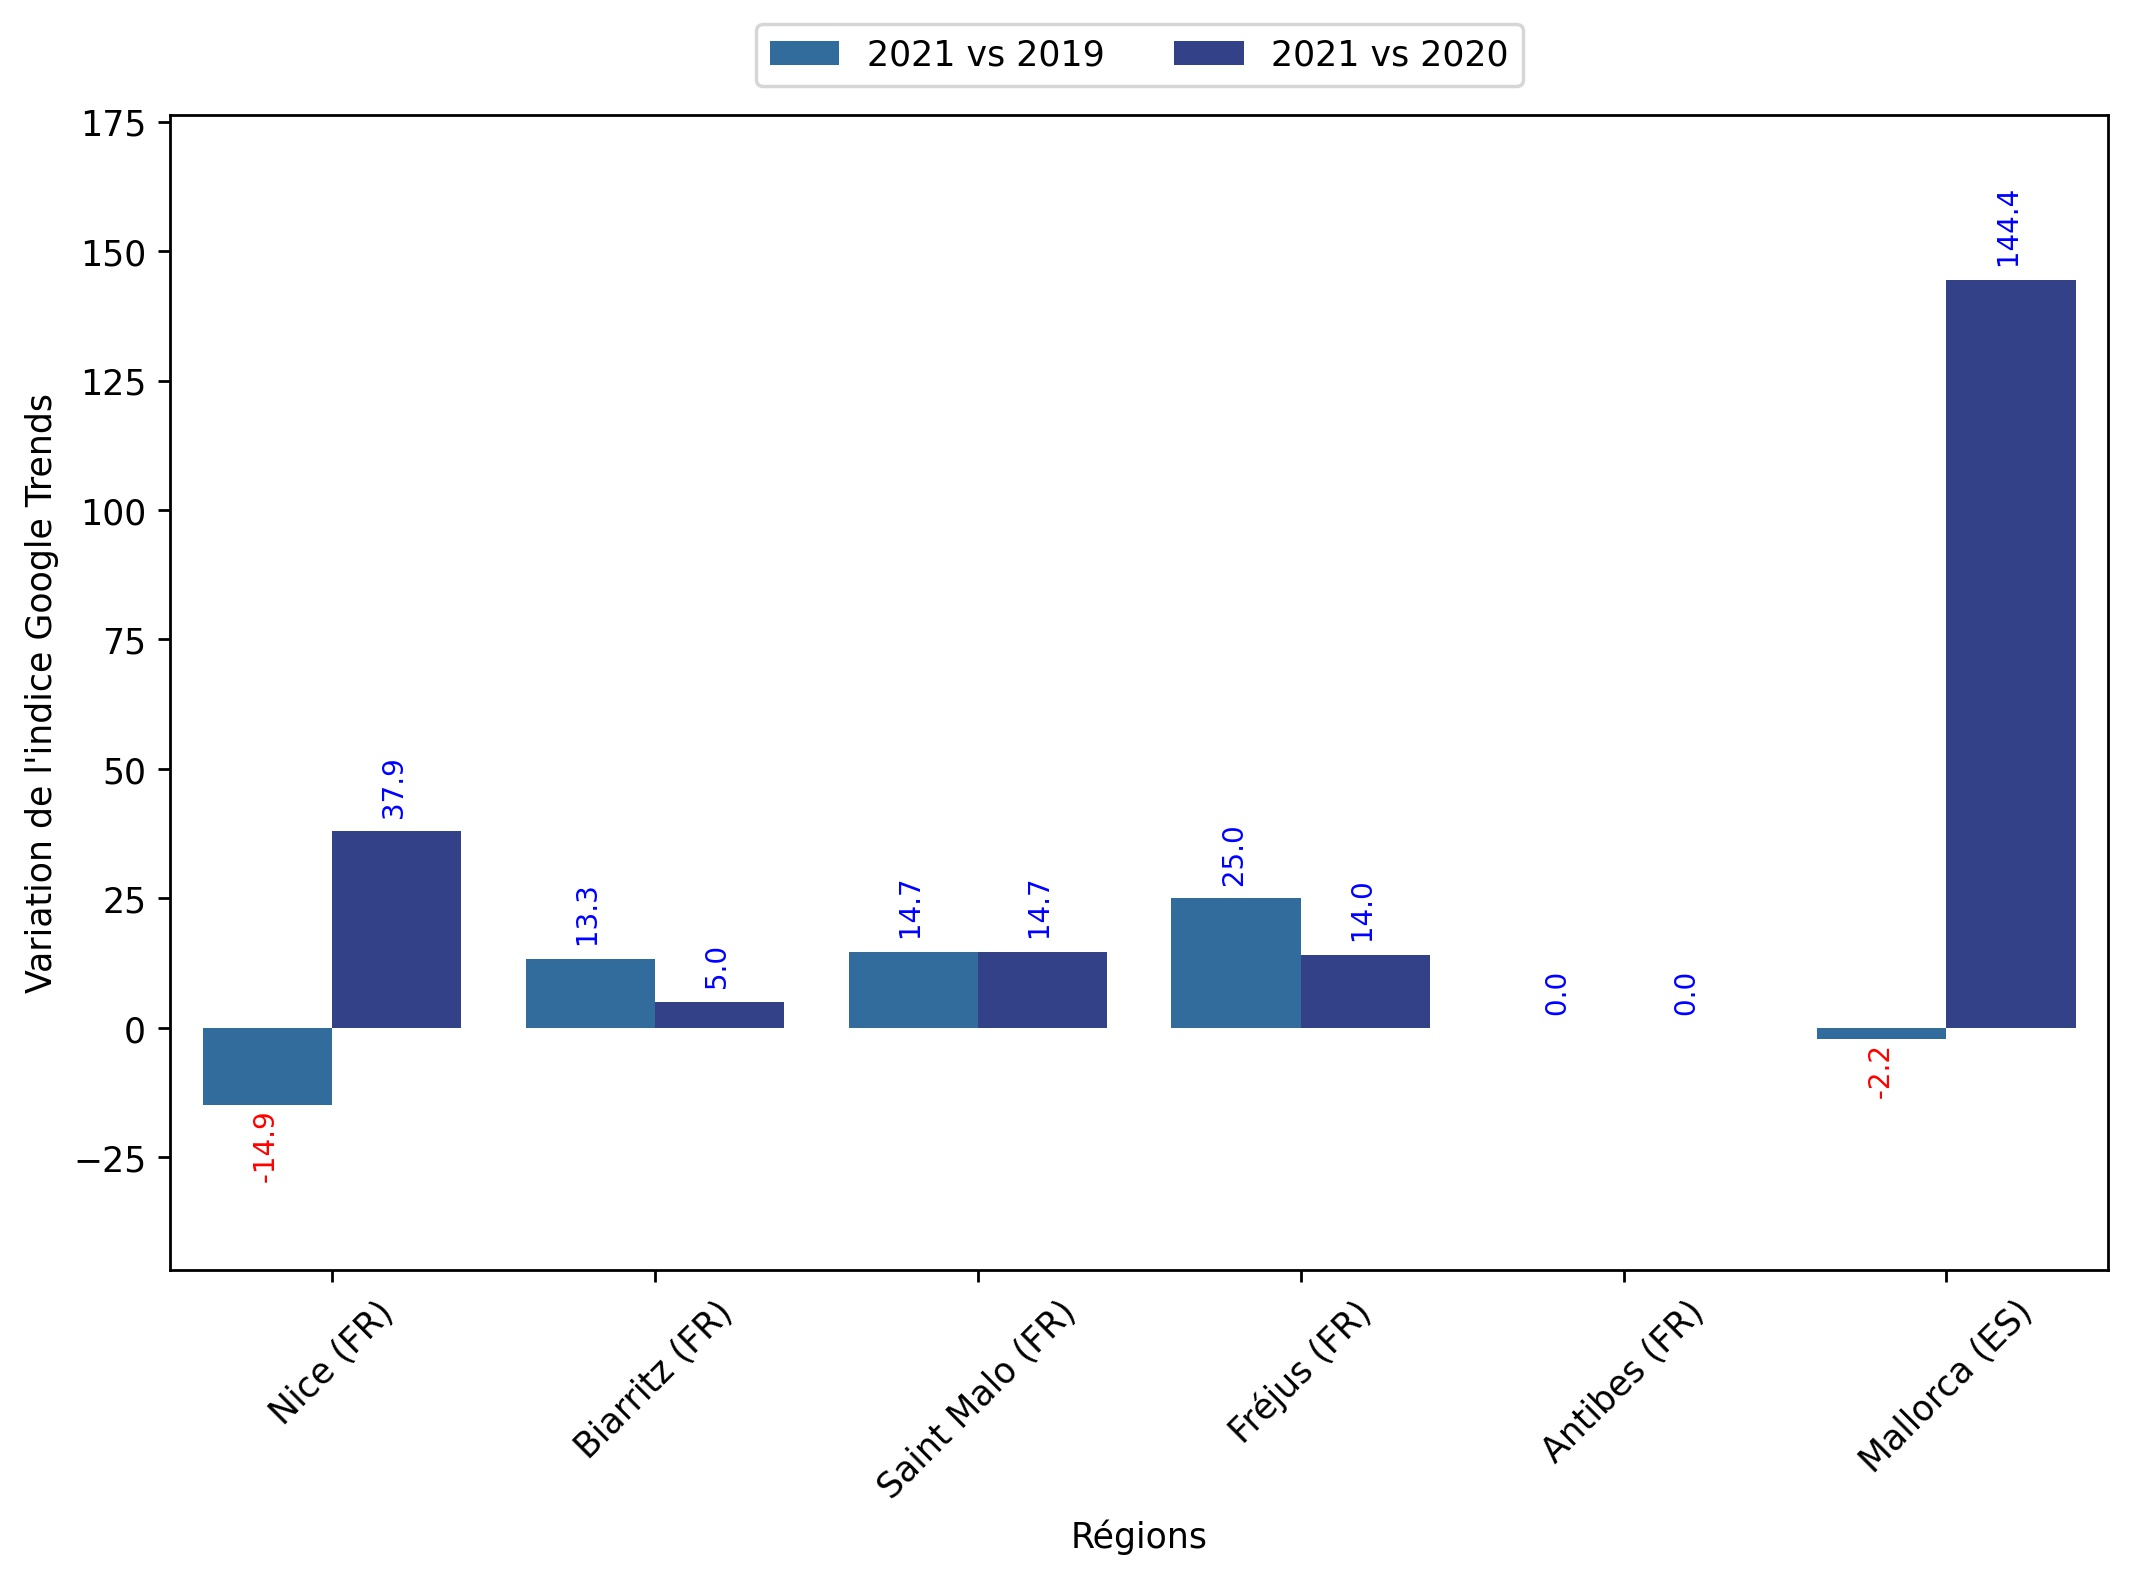 2021 vs 2019
2021 vs 2020
Variation de l'indice Google Trends
175
150
125
100
75
50
25
0
−25
-14.9
37.9
13.3
5.0
14.7
14.7
25.0
14.0
0.0
0.0
-2.2
144.4
Nice (FR)
Biarritz (FR)
Saint Malo (FR)
Fréjus (FR)
Antibes (FR)
Mallorca (ES)
Régions